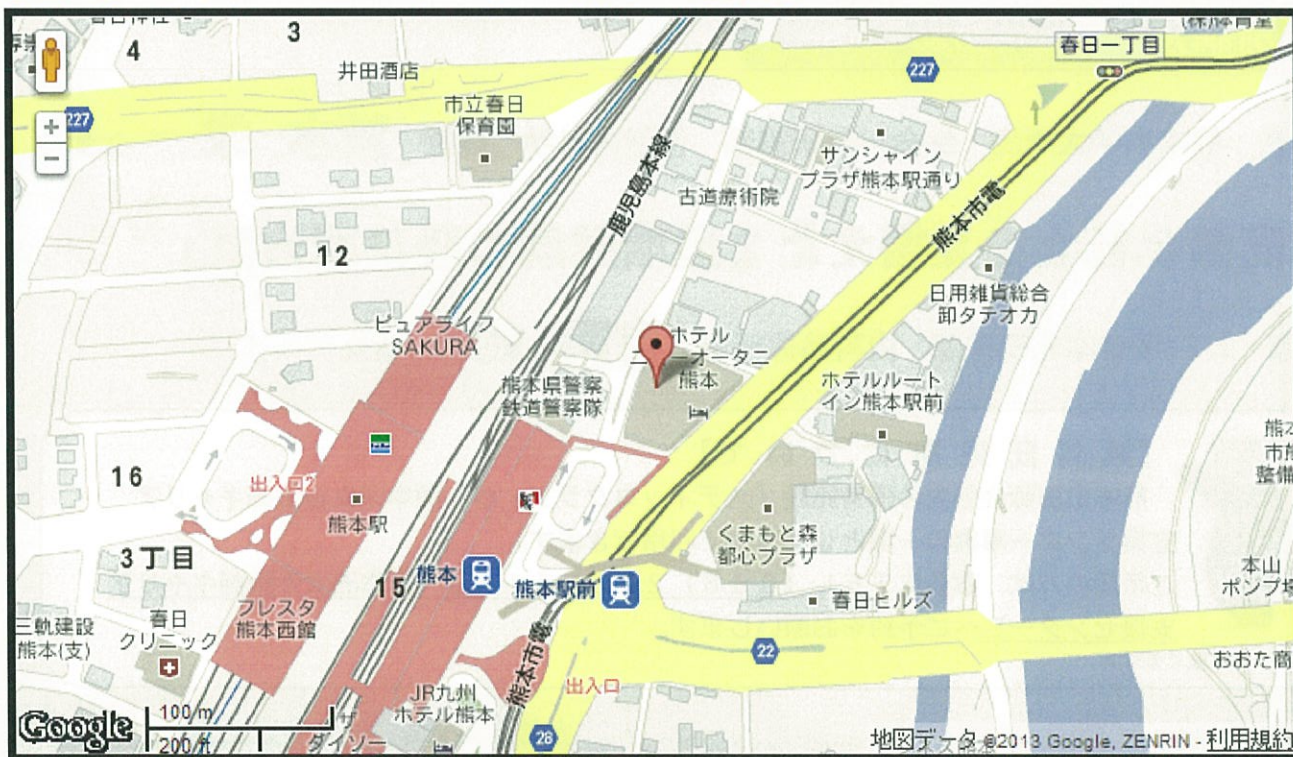 春日神社
3
4
井田酒店
227
春日一丁目
227
市立春日
保育園
鹿児島本線
サンシャイン
プラザ熊本駅通り
古道療術院
熊本市電
12
日用雑貨総合
卸タテオカ
ピュアライフ
SAKURA
ホテル
ニューオータニ
熊本
熊本県警察
鉄道警察隊
ホテルルート
イン熊本駅前
16
出入口2
熊本駅
熊
市熊
整備
くまもと森
都心プラザ
3丁目
15
熊本
熊本駅前
本山
ポンプ場
フレスタ
熊本西館
春日ヒルズ
三軌建設
熊本(支)
春日
クリニック
22
おおた商
熊本市電
出入口
JR九州
ホテル熊本
ザ
ダイソー
28
Google
100 m
200 ft
地図データ ©2013 Google, ZENRIN - 利用規約